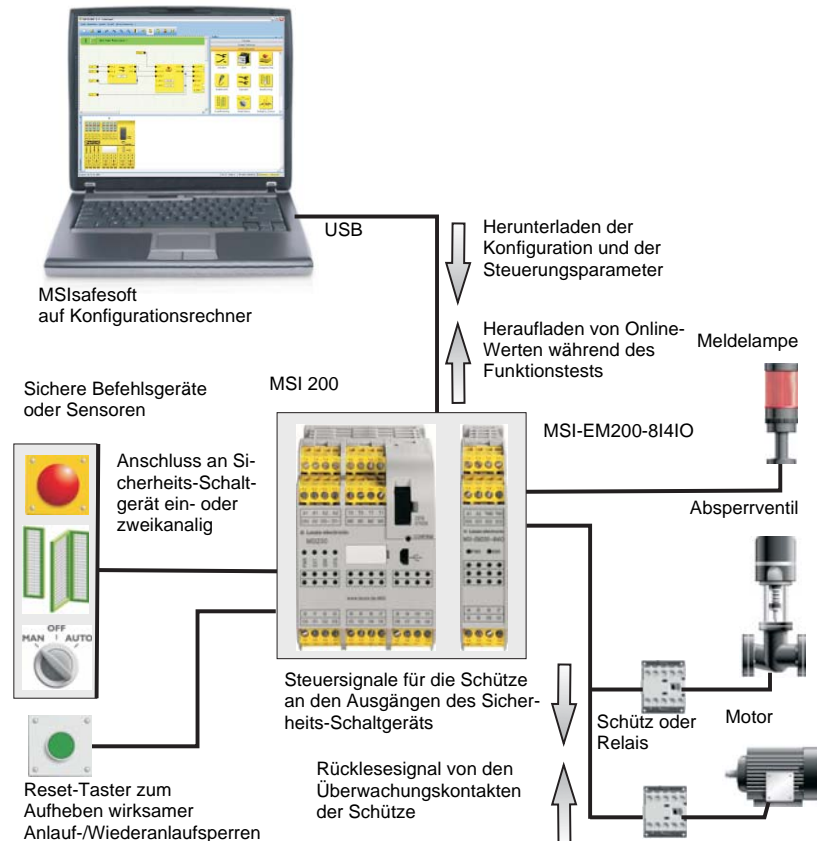 USB
Herunterladen der
Konfiguration und der
Steuerungsparameter
MSIsafesoft
auf Konfigurationsrechner
Heraufladen von Online-
Werten während des
Funktionstests
Meldelampe
Sichere Befehlsgeräte
oder Sensoren
MSI 200
MSI-EM200-8I4IO
Anschluss an Si-
cherheits-Schalt-
gerät ein- oder
zweikanalig
Absperrventil
OFF
MAN
AUTO
Steuersignale für die Schütze
an den Ausgängen des Sicher-
heits-Schaltgeräts
Schütz oder
Relais
Motor
Reset-Taster zum
Aufheben wirksamer
Anlauf-/Wiederanlaufsperren
Rücklesesignal von den
Überwachungskontakten
der Schütze